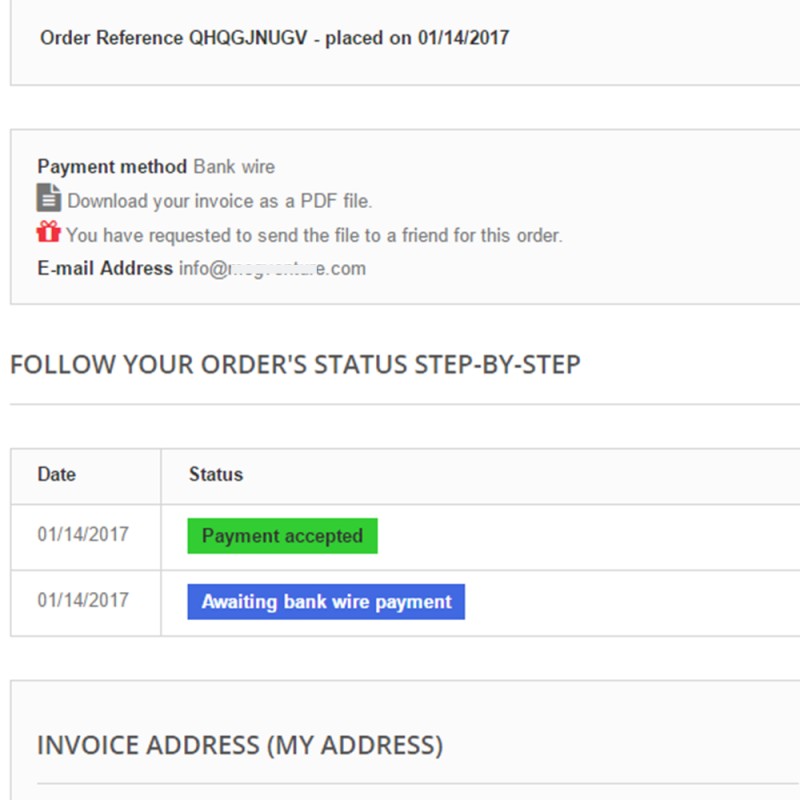 Order Reference QHQGJNUGV - placed on 01/14/2017
Payment method Bank wire
Download your invoice as a PDF file.
You have requested to send the file to a friend for this order.
E-mail Address info@ .com
FOLLOW YOUR ORDER'S STATUS STEP-BY-STEP
Date Status
01/14/2017 Payment accepted
01/14/2017 Awaiting bank wire payment
INVOICE ADDRESS (MY ADDRESS)